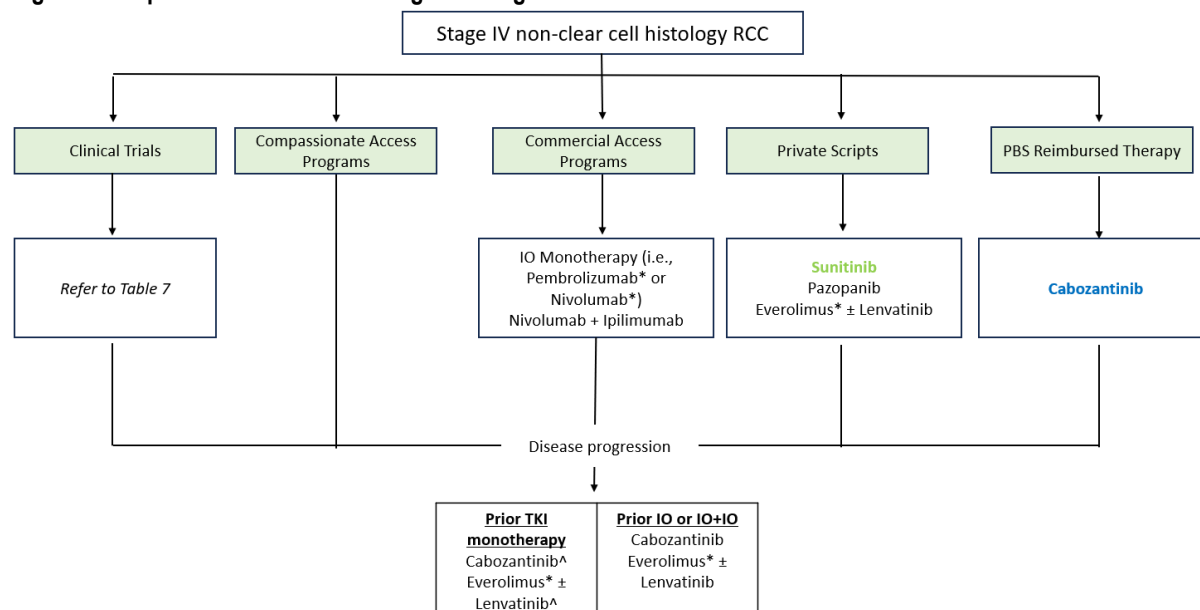 Stage IV non-clear cell histology RCC
Clinical Trials
Compassionate Access
Programs
Commercial Access
Programs
Private Scripts
PBS Reimbursed Therapy
Refer to Table 7
IO Monotherapy (i.e.,
Pembrolizumab* or
Nivolumab*)
Nivolumab + Ipilimumab
Sunitinib
Pazopanib
Everolimus* ± Lenvatinib
Cabozantinib
Disease progression
Prior TKI
monotherapy
Cabozantinib^
Everolimus* ±
Lenvatinib^
Prior IO or IO+IO
Cabozantinib
Everolimus* ±
Lenvatinib